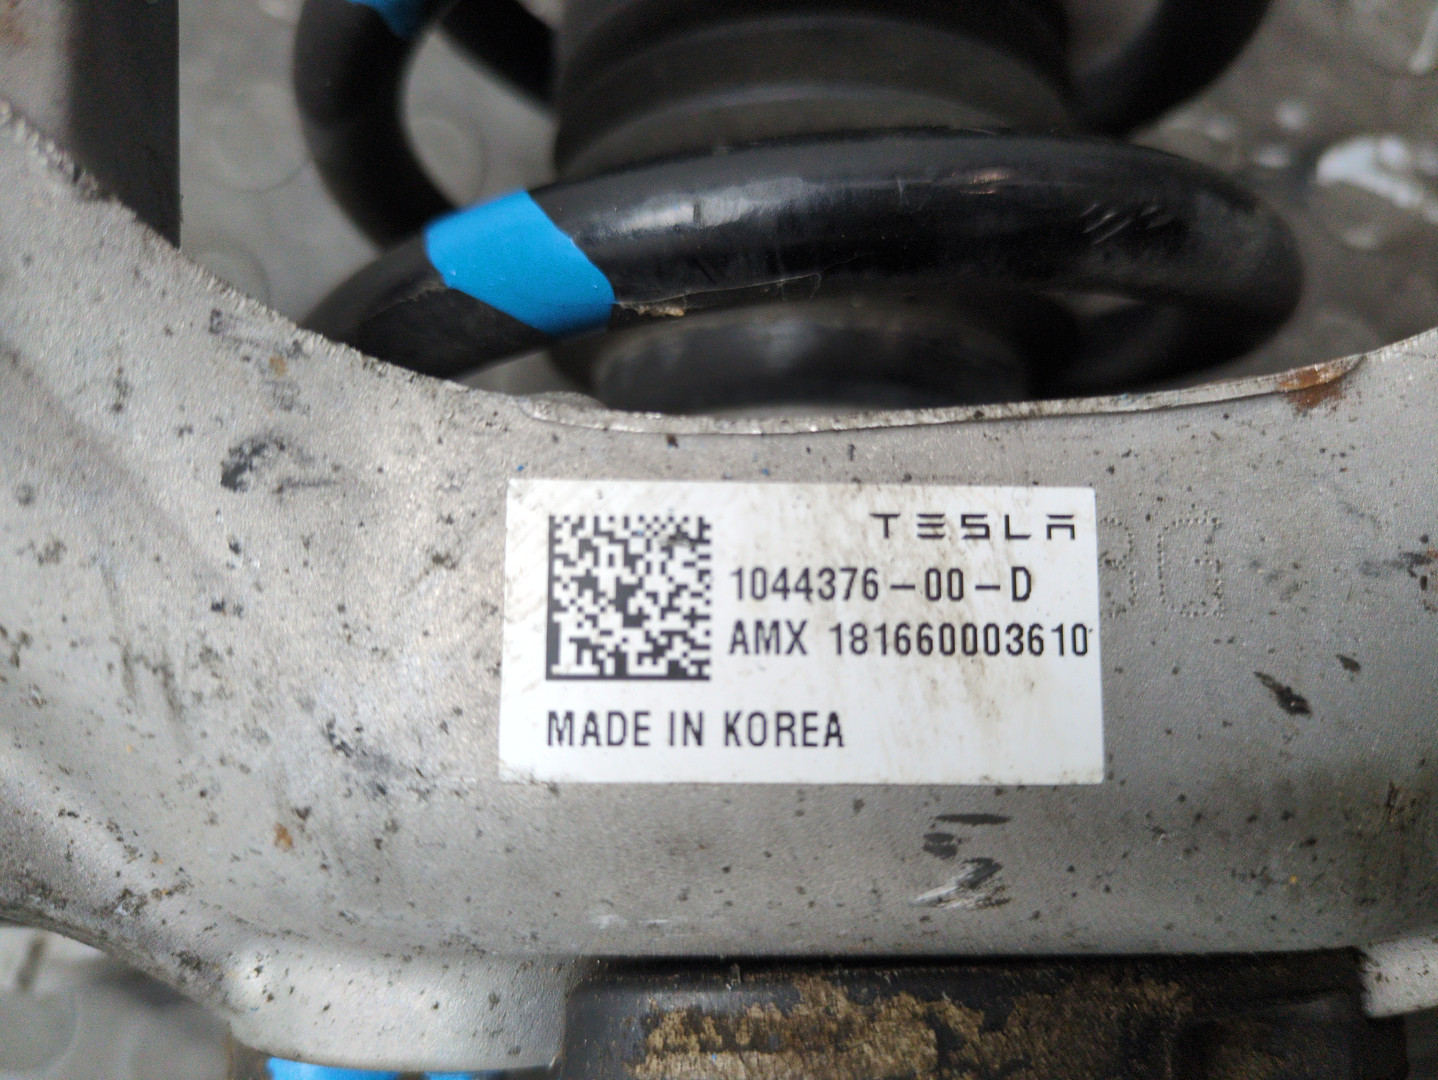 TESLA
1044376-00-D
AMX 181660003610
MADE IN KOREA